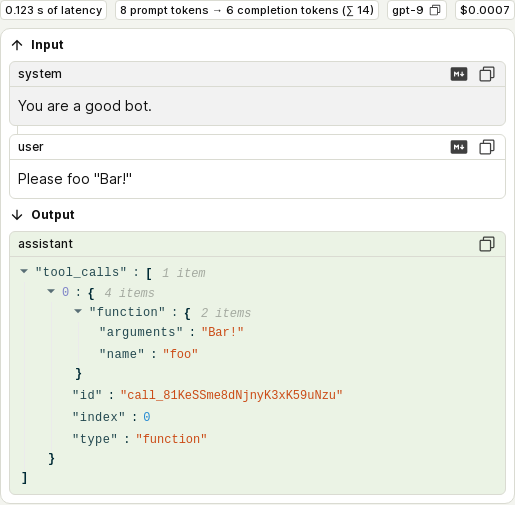 0.123 s of latency 8 prompt tokens → 6 completion tokens (∑ 14) gpt-9 $0.0007
Input
system
You are a good bot.
user
Please foo "Bar!"
Output
assistant
"tool_calls" : [ 1 item
0 : { 4 items
"function" : { 2 items
"arguments" : "Bar!"
"name" : "foo"
}
"id" : "call_81KeSSme8dNjnyK3xK59uNzu"
"index" : 0
"type" : "function"
}
]